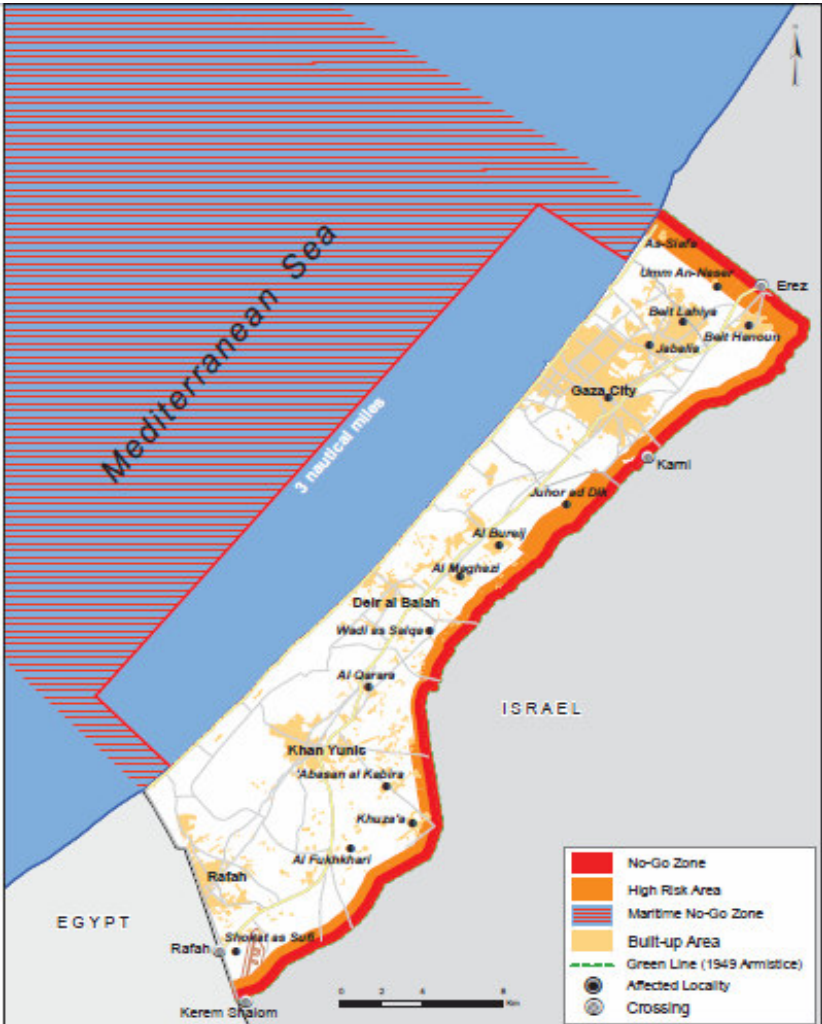 Mediterranean Sea
3 nautical miles
As-Siafa
Umm An-Naser
Erez
Beit Lahiya
Beit Hanoun
Jabalia
Gaza City
Karni
Juhor ad Dik
Al Bureij
Al Maghazi
Deir al Balah
Wadi as Salqa
Al Qarara
ISRAEL
Khan Yunis
'Abasan al Kabira
Khuza'a
Al Fukhkhari
Rafah
EGYPT
Shokat as Sufi
Rafah
Kerem Shalom
0 2 4 8
Km
No-Go Zone
High Risk Area
Maritime No-Go Zone
Built-up Area
Green Line (1949 Armistice)
Affected Locality
Crossing